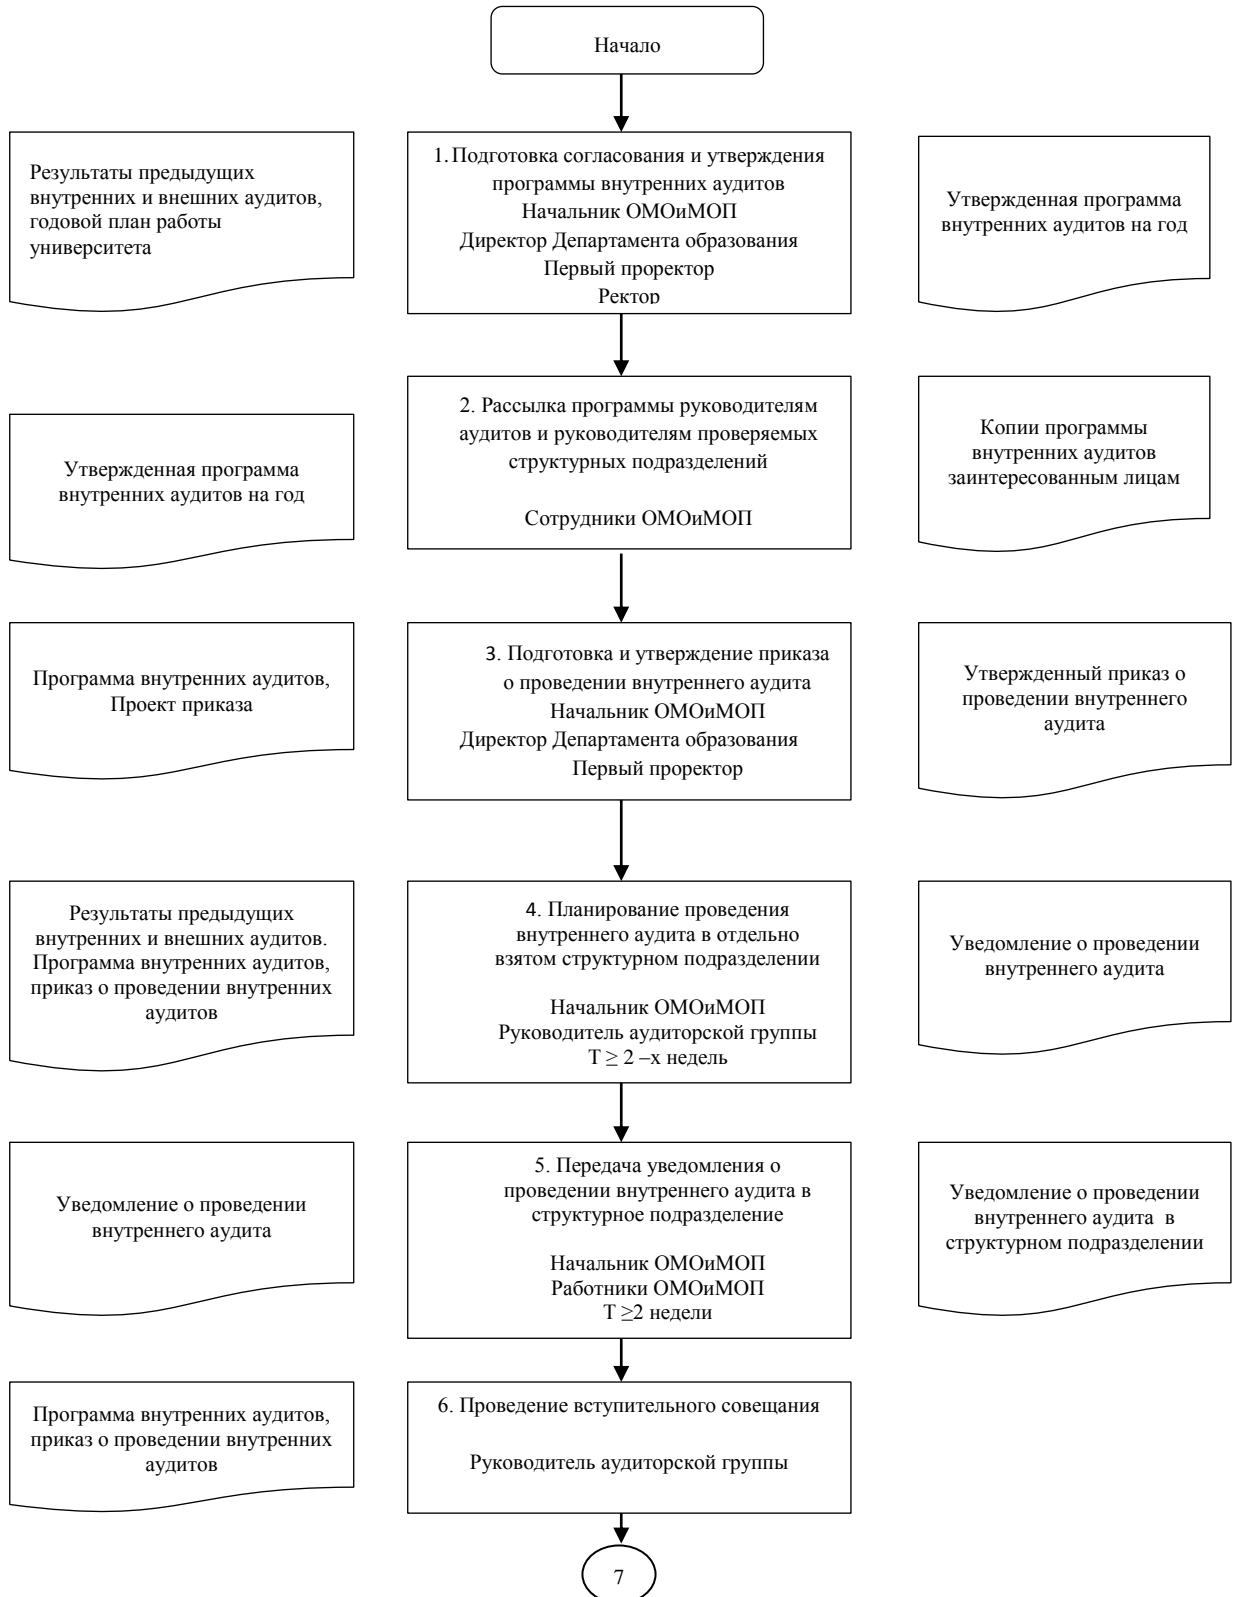 Начало
Результаты предыдущих
внутренних и внешних аудитов,
годовой план работы
университета
1. Подготовка согласования и утверждения
программы внутренних аудитов
Начальник ОМОиМОП
Директор Департамента образования
Первый проректор
Ректор
Утвержденная программа
внутренних аудитов на год
Утвержденная программа
внутренних аудитов на год
2. Рассылка программы руководителям
аудитов и руководителям проверяемых
структурных подразделений
Сотрудники ОМОиМОП
Копии программы
внутренних аудитов
заинтересованным лицам
Программа внутренних аудитов,
Проект приказа
3. Подготовка и утверждение приказа
о проведении внутреннего аудита
Начальник ОМОиМОП
Директор Департамента образования
Первый проректор
Утвержденный приказ о
проведении внутреннего
аудита
Результаты предыдущих
внутренних и внешних аудитов.
Программа внутренних аудитов,
приказ о проведении внутренних
аудитов
4. Планирование проведения
внутреннего аудита в отдельно
взятом структурном подразделении
Начальник ОМОиМОП
Руководитель аудиторской группы
Т ≥ 2 –х недель
Уведомление о проведении
внутреннего аудита
Уведомление о проведении
внутреннего аудита
5. Передача уведомления о
проведении внутреннего аудита в
структурное подразделение
Начальник ОМОиМОП
Работники ОМОиМОП
Т ≥2 недели
Уведомление о проведении
внутреннего аудита в
структурном подразделении
Программа внутренних аудитов,
приказ о проведении внутренних
аудитов
6. Проведение вступительного совещания
Руководитель аудиторской группы
7